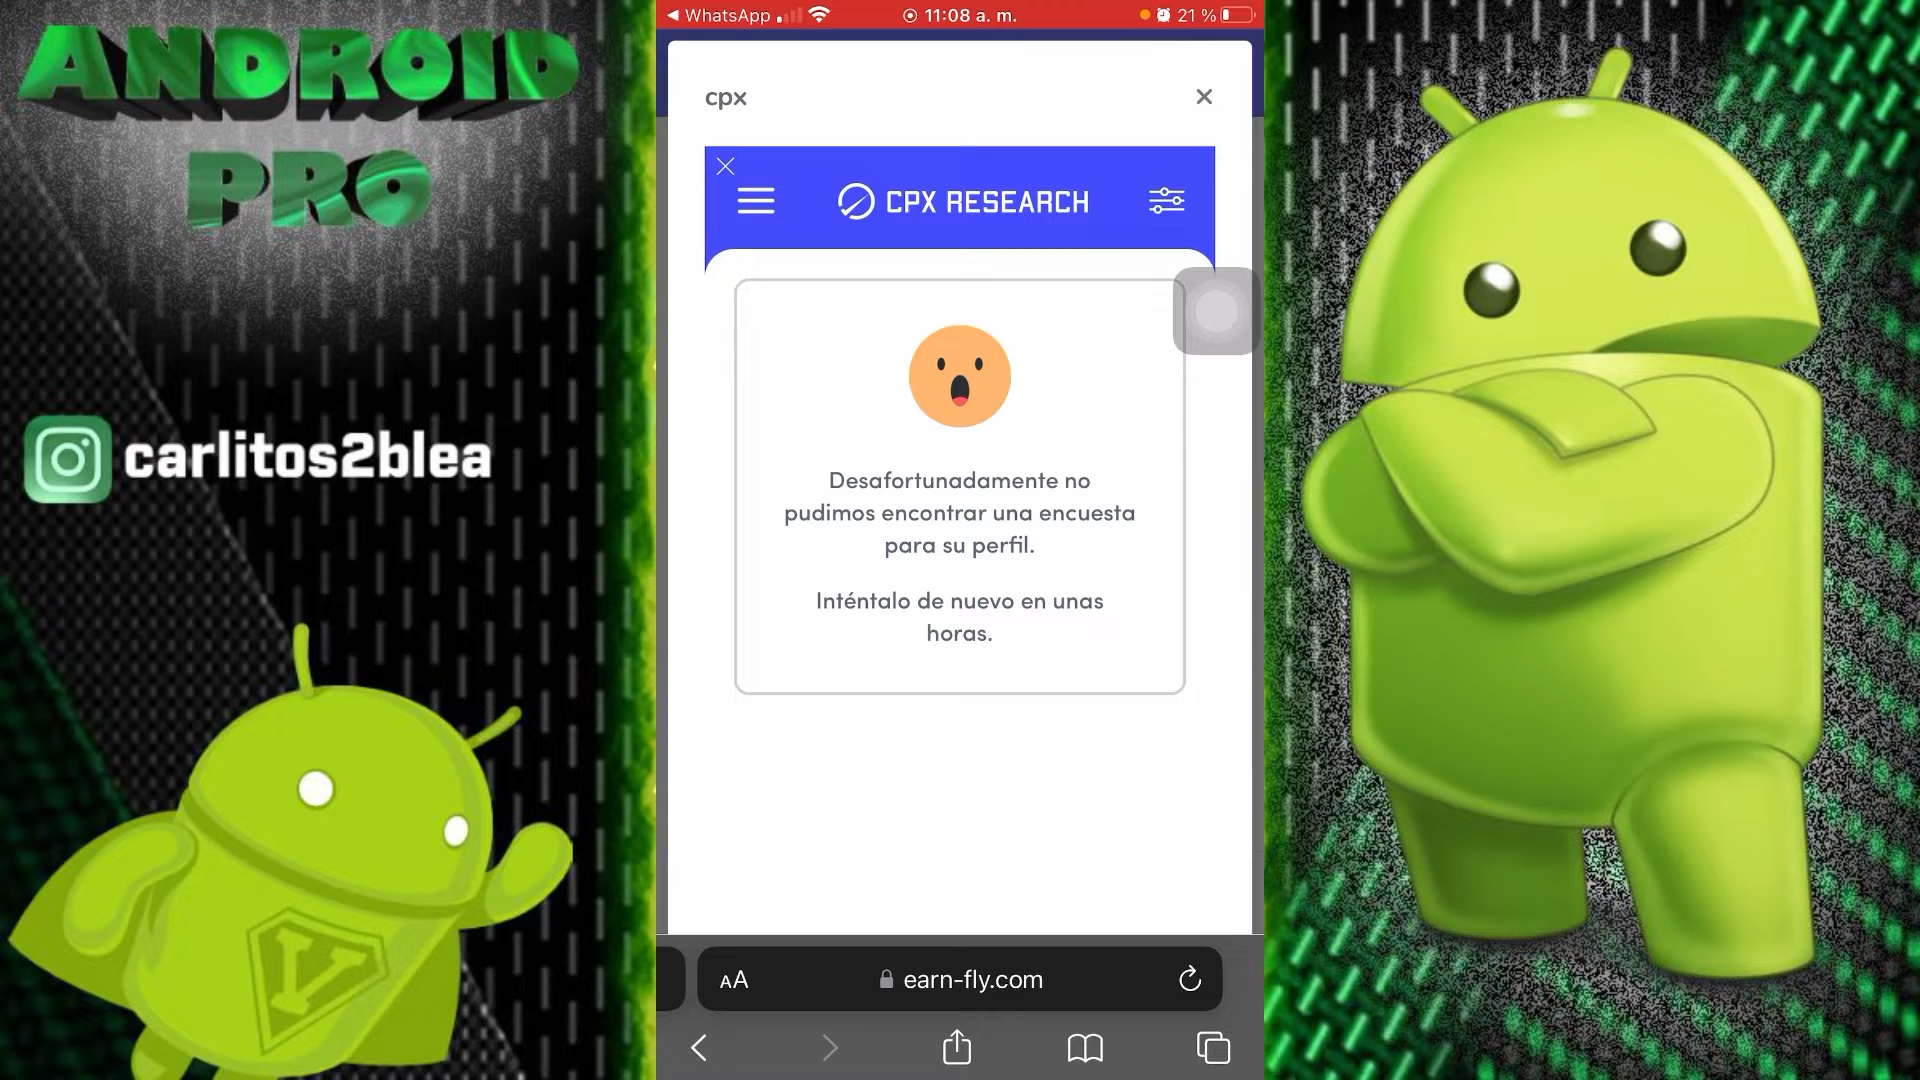 ANDROID
PRO
carlitos2blea
WhatsApp
11:08 a. m.
21 %
cpx
CPX RESEARCH
Desafortunadamente no
pudimos encontrar una encuesta
para su perfil.
Inténtalo de nuevo en unas
horas.
AA
earn-fly.com
V